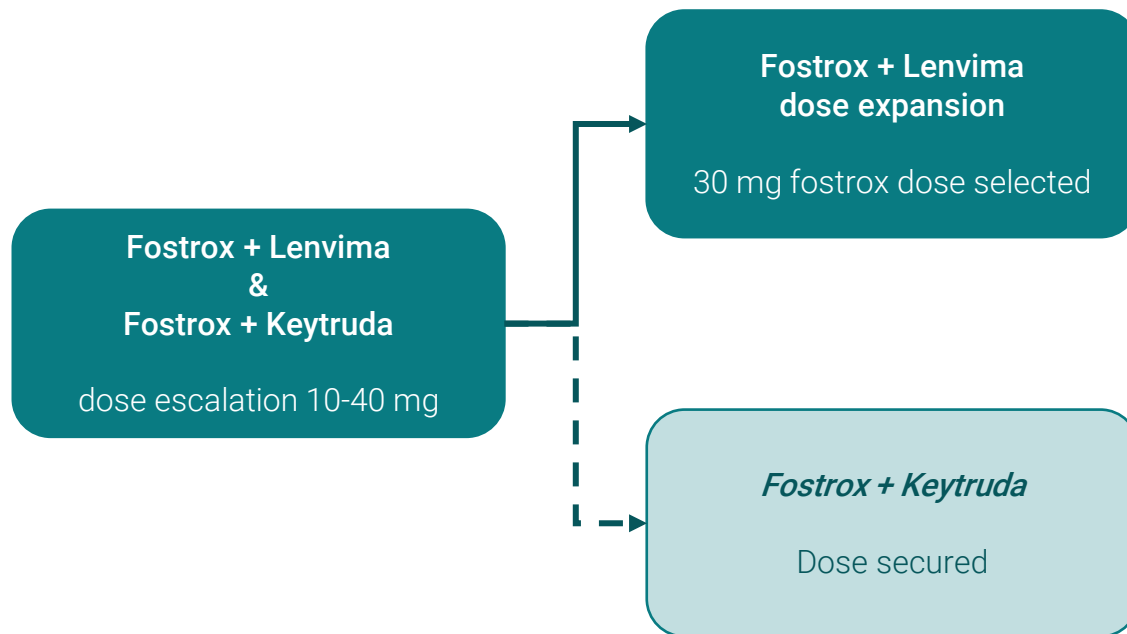 Fostrox + Lenvima
&
Fostrox + Keytruda
dose escalation 10-40 mg
Fostrox + Lenvima
dose expansion
30 mg fostrox dose selected
Fostrox + Keytruda
Dose secured